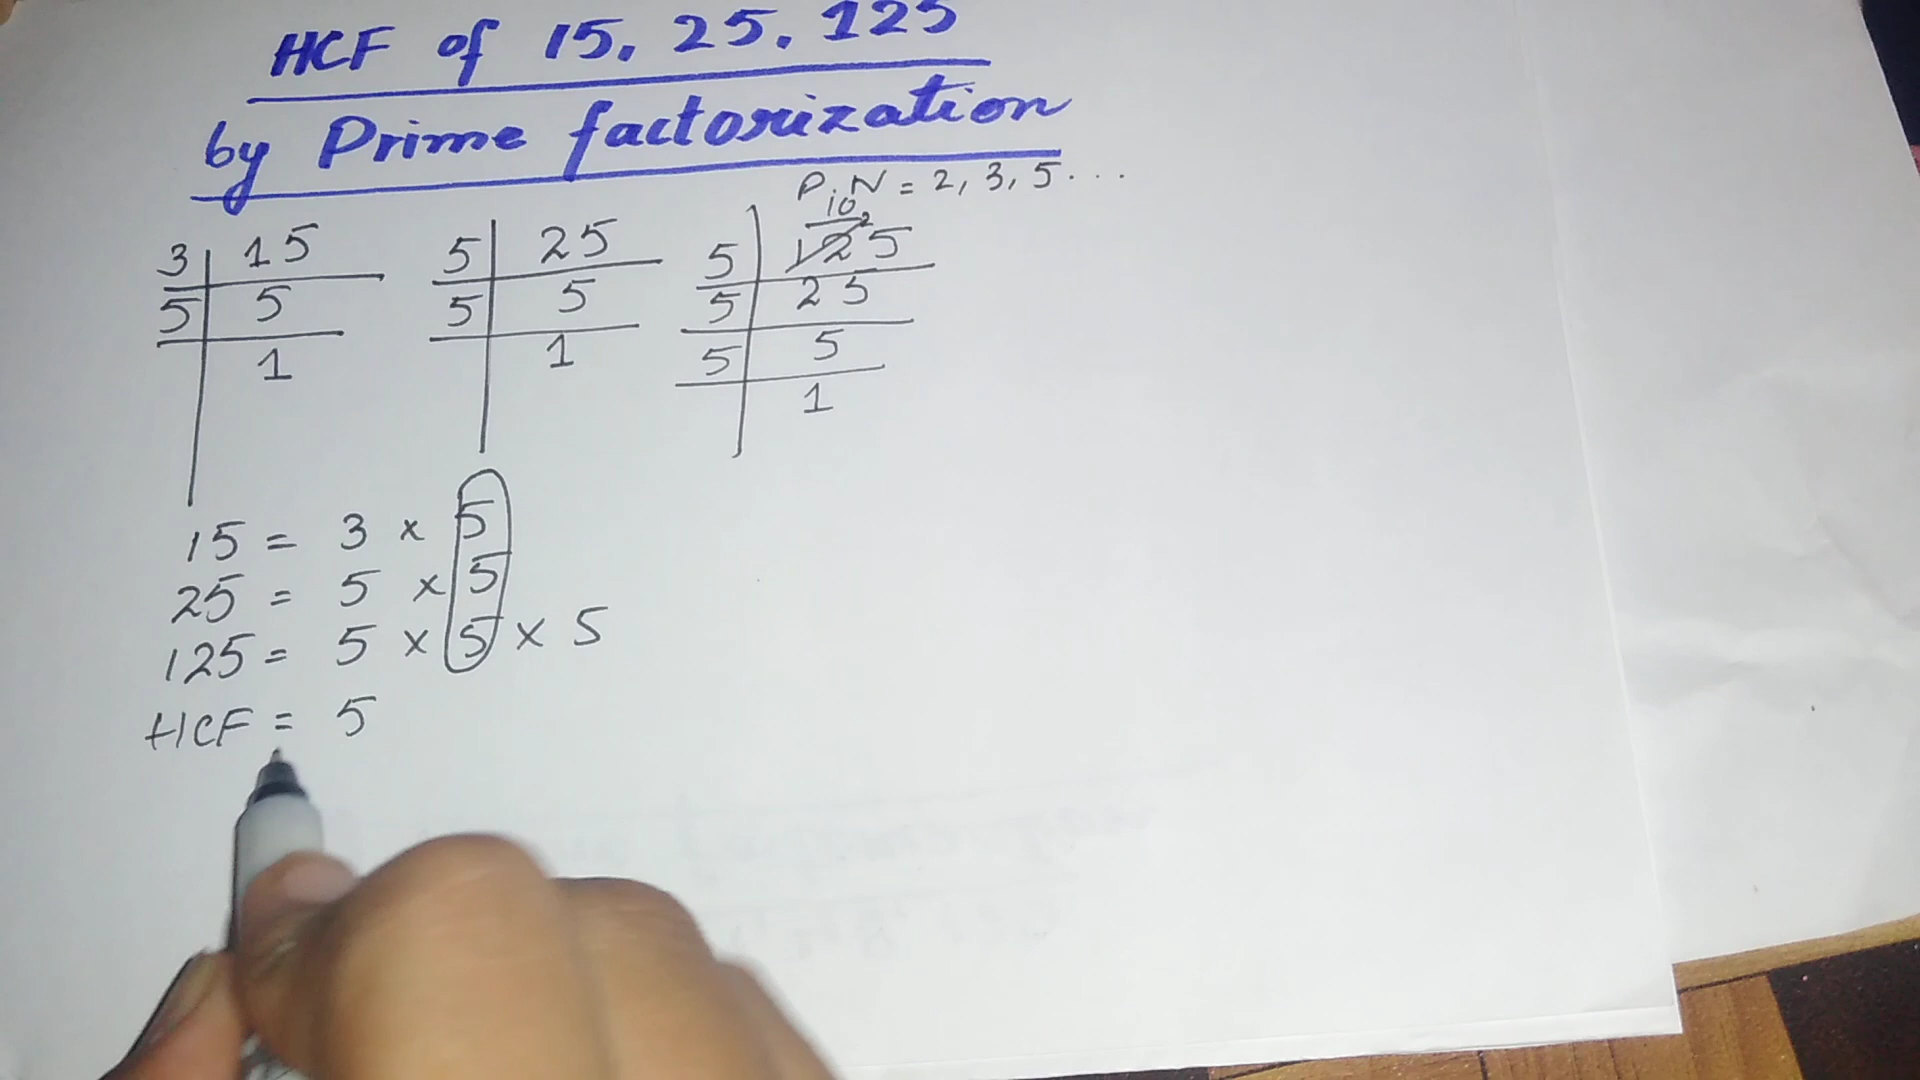 HCF of 15, 25, 125
by Prime factorization
P.N = 2, 3, 5 . . .
3 | 15
5 | 5
1
5 | 25
5 | 5
1
10 2
5 | 125
5 | 25
5 | 5
1
15 = 3 × 5
25 = 5 × 5
125 = 5 × 5 × 5
HCF = 5